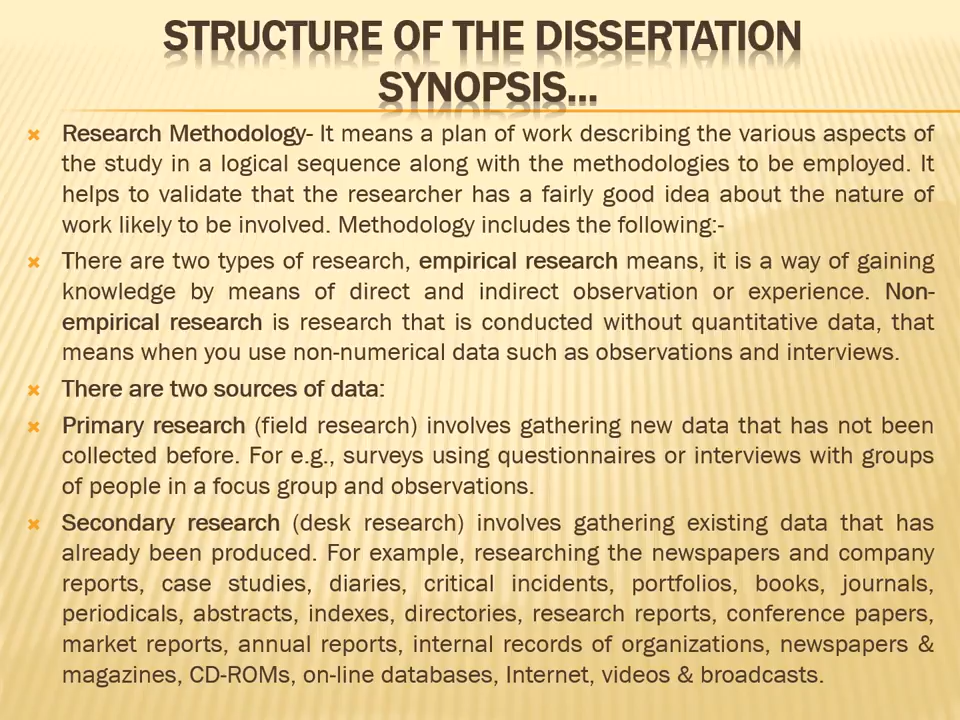 STRUCTURE OF THE DISSERTATION
SYNOPSIS...
Research Methodology- It means a plan of work describing the various aspects of
the study in a logical sequence along with the methodologies to be employed. It
helps to validate that the researcher has a fairly good idea about the nature of
work likely to be involved. Methodology includes the following:-
There are two types of research, empirical research means, it is a way of gaining
knowledge by means of direct and indirect observation or experience. Non-
empirical research is research that is conducted without quantitative data, that
means when you use non-numerical data such as observations and interviews.
There are two sources of data:
Primary research (field research) involves gathering new data that has not been
collected before. For e.g., surveys using questionnaires or interviews with groups
of people in a focus group and observations.
Secondary research (desk research) involves gathering existing data that has
already been produced. For example, researching the newspapers and company
reports, case studies, diaries, critical incidents, portfolios, books, journals,
periodicals, abstracts, indexes, directories, research reports, conference papers,
market reports, annual reports, internal records of organizations, newspapers &
magazines, CD-ROMs, on-line databases, Internet, videos & broadcasts.